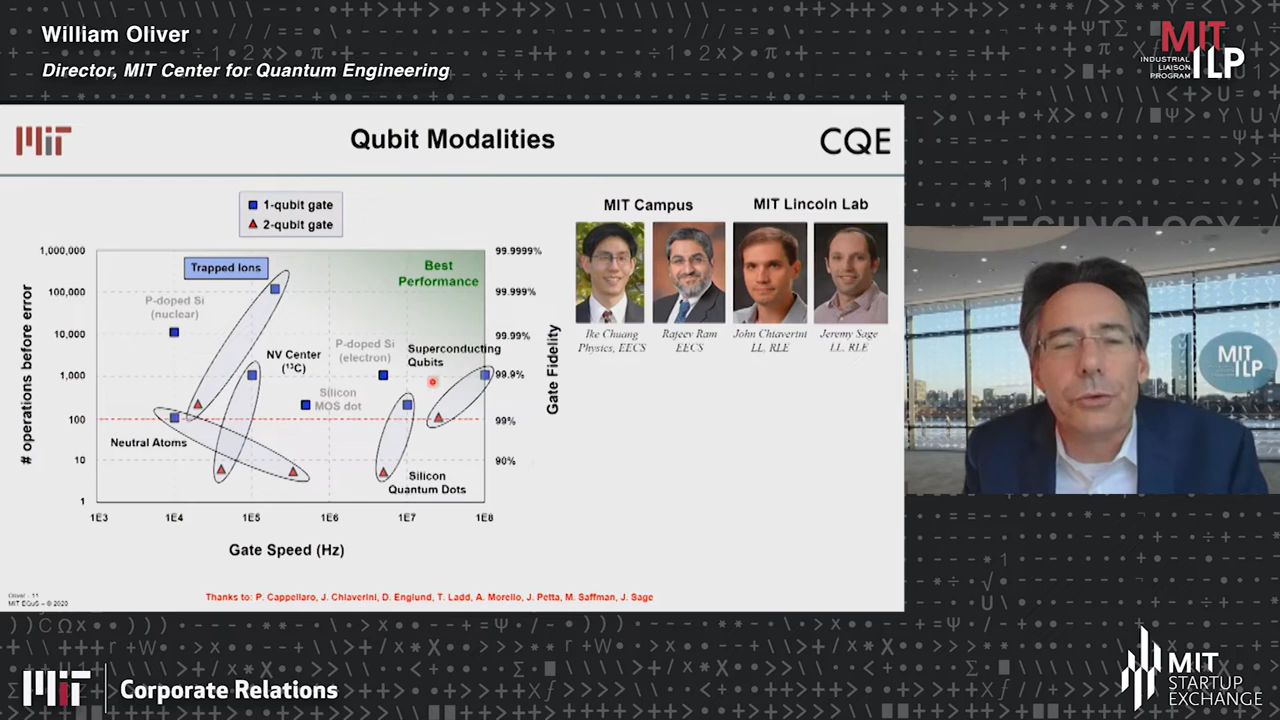 William Oliver
Director, MIT Center for Quantum Engineering
MIT
INDUSTRIAL
LIAISON
PROGRAM
ILP
MIT
Qubit Modalities
CQE
1-qubit gate
2-qubit gate
MIT Campus
MIT Lincoln Lab
# operations before error
1,000,000
100,000
10,000
1,000
100
10
1
Trapped Ions
Best
Performance
P-doped Si
(nuclear)
NV Center
(¹³C)
P-doped Si
(electron)
Superconducting
Qubits
Silicon
MOS dot
Neutral Atoms
Silicon
Quantum Dots
99.9999%
99.999%
99.99%
99.9%
99%
90%
Gate Fidelity
1E3
1E4
1E5
1E6
1E7
1E8
Gate Speed (Hz)
Ike Chuang
Physics, EECS
Rajeev Ram
EECS
John Chiaverini
LL, RLE
Jeremy Sage
LL, RLE
TECHNOLOGY
MIT
ILP
Oliver - 11
MIT EQuS – © 2020
Thanks to: P. Cappellaro, J. Chiaverini, D. Englund, T. Ladd, A. Morello, J. Petta, M. Saffman, J. Sage
MIT
Corporate Relations
MIT
STARTUP
EXCHANGE